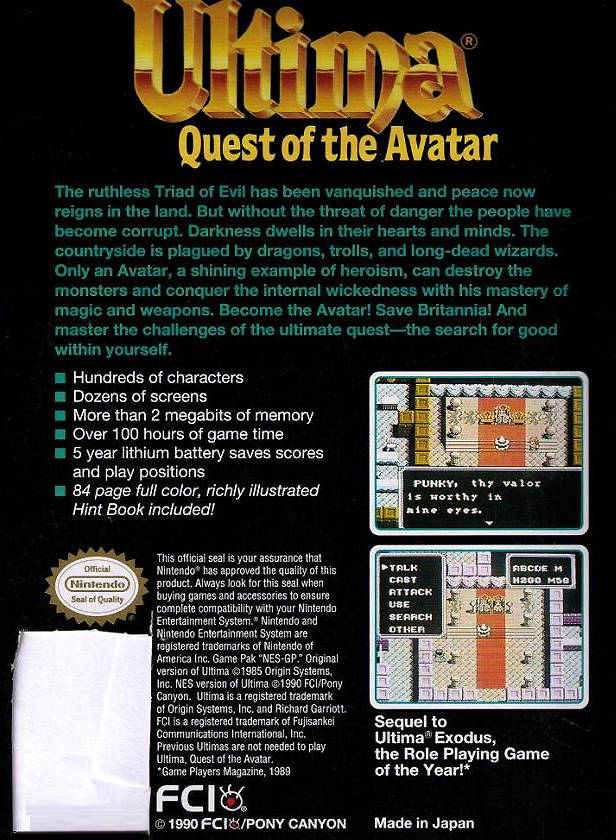 Ultima®
Quest of the Avatar
The ruthless Triad of Evil has been vanquished and peace now
reigns in the land. But without the threat of danger the people have
become corrupt. Darkness dwells in their hearts and minds. The
countryside is plagued by dragons, trolls, and long-dead wizards.
Only an Avatar, a shining example of heroism, can destroy the
monsters and conquer the internal wickedness with his mastery of
magic and weapons. Become the Avatar! Save Britannia! And
master the challenges of the ultimate quest—the search for good
within yourself.
Hundreds of characters
Dozens of screens
More than 2 megabits of memory
Over 100 hours of game time
5 year lithium battery saves scores
and play positions
84 page full color, richly illustrated
Hint Book included!
PUNKY, thy valor
is worthy in
mine eyes.
Official
Nintendo®
Seal of Quality
This official seal is your assurance that
Nintendo® has approved the quality of this
product. Always look for this seal when
buying games and accessories to ensure
complete compatibility with your Nintendo
Entertainment System.® Nintendo and
Nintendo Entertainment System are
registered trademarks of Nintendo of
America Inc. Game Pak "NES-GP." Original
version of Ultima ©1985 Origin Systems,
Inc. NES version of Ultima ©1990 FCI/Pony
Canyon. Ultima is a registered trademark
of Origin Systems, Inc. and Richard Garriott.
FCI is a registered trademark of Fujisankei
Communications International, Inc.
Previous Ultimas are not needed to play
Ultima, Quest of the Avatar.
*Game Players Magazine, 1989
TALK
CAST
ATTACK
USE
SEARCH
OTHER
ABCDE M
H200 M50
Sequel to
Ultima® Exodus,
the Role Playing Game
of the Year!*
FCI
© 1990 FCI/PONY CANYON
Made in Japan